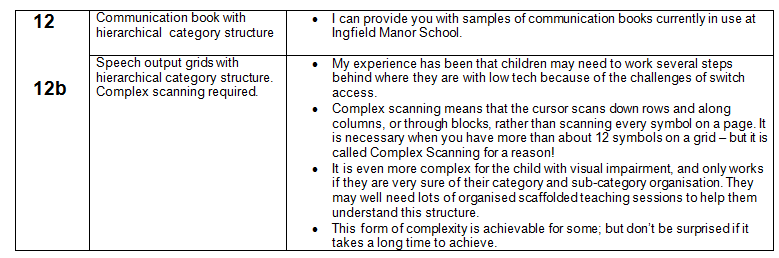 12
Communication book with
hierarchical category structure
• I can provide you with samples of communication books currently in use at
Ingfield Manor School.
12b
Speech output grids with
hierarchical category structure.
Complex scanning required.
• My experience has been that children may need to work several steps
behind where they are with low tech because of the challenges of switch
access.
• Complex scanning means that the cursor scans down rows and along
columns, or through blocks, rather than scanning every symbol on a page. It
is necessary when you have more than about 12 symbols on a grid – but it is
called Complex Scanning for a reason!
• It is even more complex for the child with visual impairment, and only works
if they are very sure of their category and sub-category organisation. They
may well need lots of organised scaffolded teaching sessions to help them
understand this structure.
• This form of complexity is achievable for some; but don't be surprised if it
takes a long time to achieve.